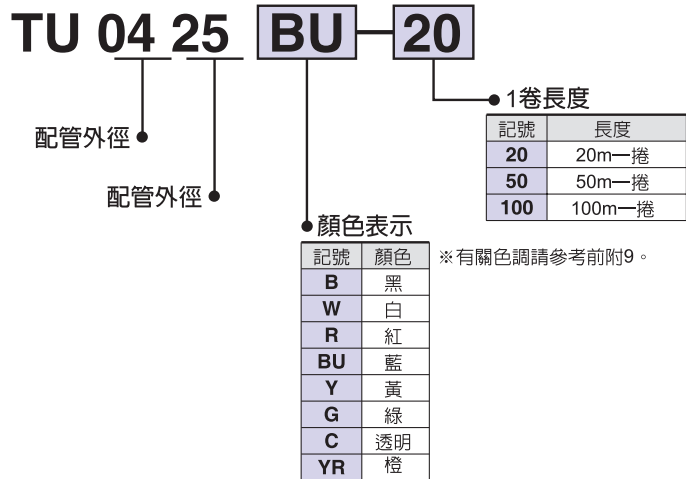 TU 04 25 BU-20
1卷長度
記號 長度
20 20m一捲
50 50m一捲
100 100m一捲
配管外徑
配管外徑
顏色表示
記號 顏色
B 黑
W 白
R 紅
BU 藍
Y 黃
G 綠
C 透明
YR 橙
※有關色調請參考前附9。